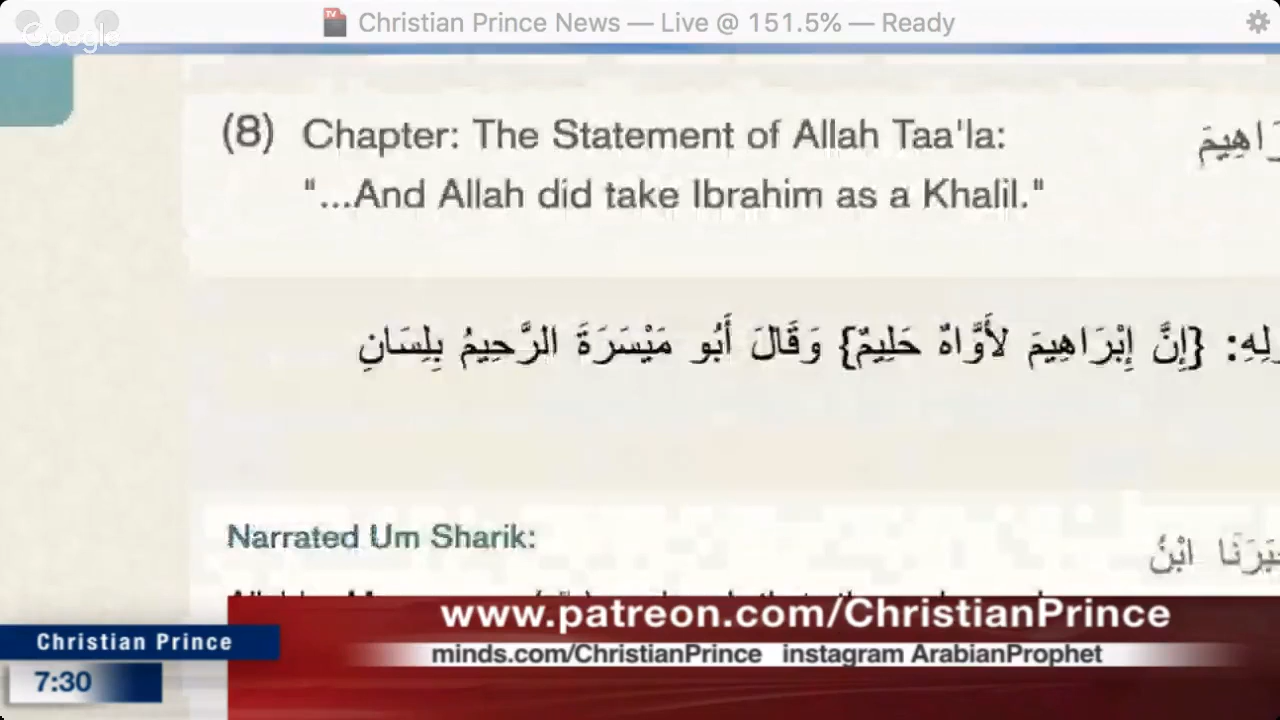 Christian Prince News — Live @ 151.5% — Ready
Google
(8) Chapter: The Statement of Allah Taa'la:
"...And Allah did take Ibrahim as a Khalil."
{إِنَّ إِبْرَاهِيمَ لأَوَّاهٌ حَلِيمٌ} وَقَالَ أَبُو مَيْسَرَةَ الرَّحِيمُ بِلِسَانِ
Narrated Um Sharik:
ابْنُ
www.patreon.com/ChristianPrince
Christian Prince
minds.com/ChristianPrince instagram ArabianProphet
7:30